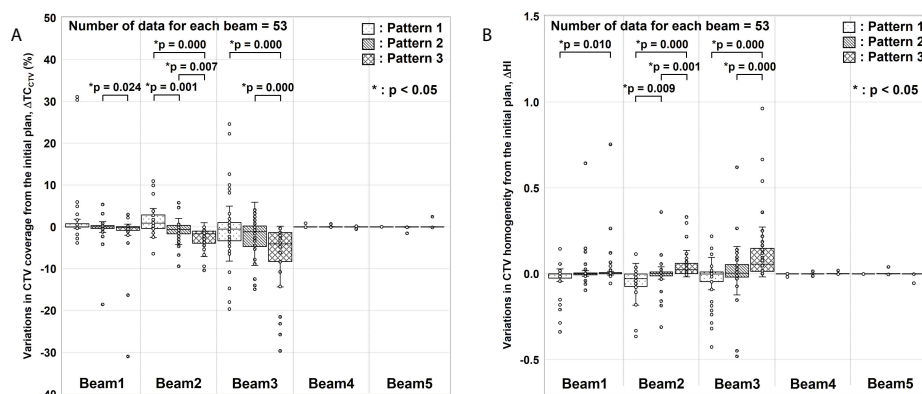 A
Variations in CTV coverage from the initial plan, ΔTC_CTV (%)
50
40
30
20
10
0
-10
-20
-30
40
Number of data for each beam = 53
: Pattern 1
: Pattern 2
: Pattern 3
*p = 0.000
*p = 0.000
*p = 0.007
*p = 0.024
*p = 0.001
*p = 0.000
* : p < 0.05
Beam1 Beam2 Beam3 Beam4 Beam5
B
Variations in CTV homogeneity from the initial plan, ΔHI
1.5
1.0
0.5
0.0
-0.5
Number of data for each beam = 53
: Pattern 1
: Pattern 2
: Pattern 3
*p = 0.010
*p = 0.000
*p = 0.000
*p = 0.001
*p = 0.000
*p = 0.009
* : p < 0.05
Beam1 Beam2 Beam3 Beam4 Beam5